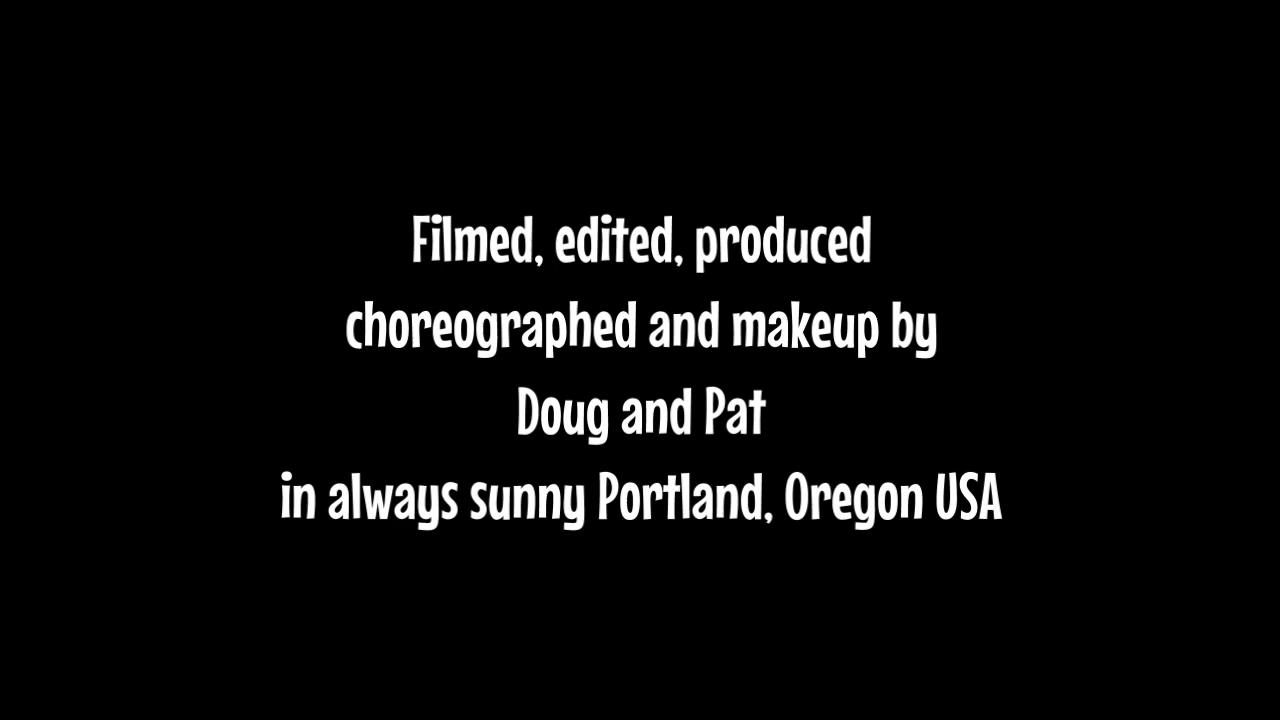 Filmed, edited, produced
choreographed and makeup by
Doug and Pat
in always sunny Portland, Oregon USA